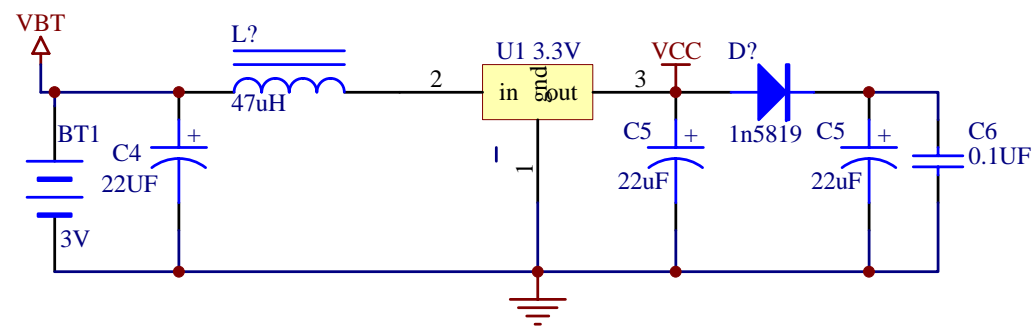 VBT
L?
47uH
2
U1 3.3V
in gnd out
3
1
VCC
D?
1n5819
BT1
3V
C4
+
22UF
C5
+
22uF
C5
+
22uF
C6
0.1UF